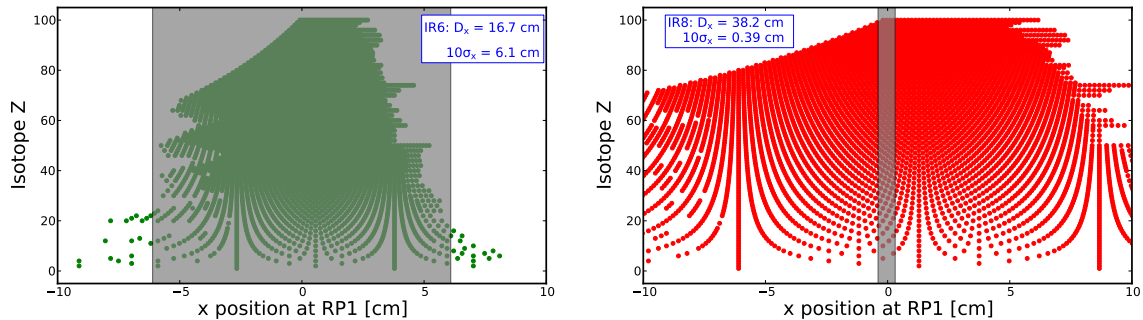 IR6: Dx = 16.7 cm
10σx = 6.1 cm
100
80
60
40
20
0
Isotope Z
−10
−5
0
5
10
x position at RP1 [cm]
IR8: Dx = 38.2 cm
10σx = 0.39 cm
100
80
60
40
20
0
Isotope Z
−10
−5
0
5
10
x position at RP1 [cm]